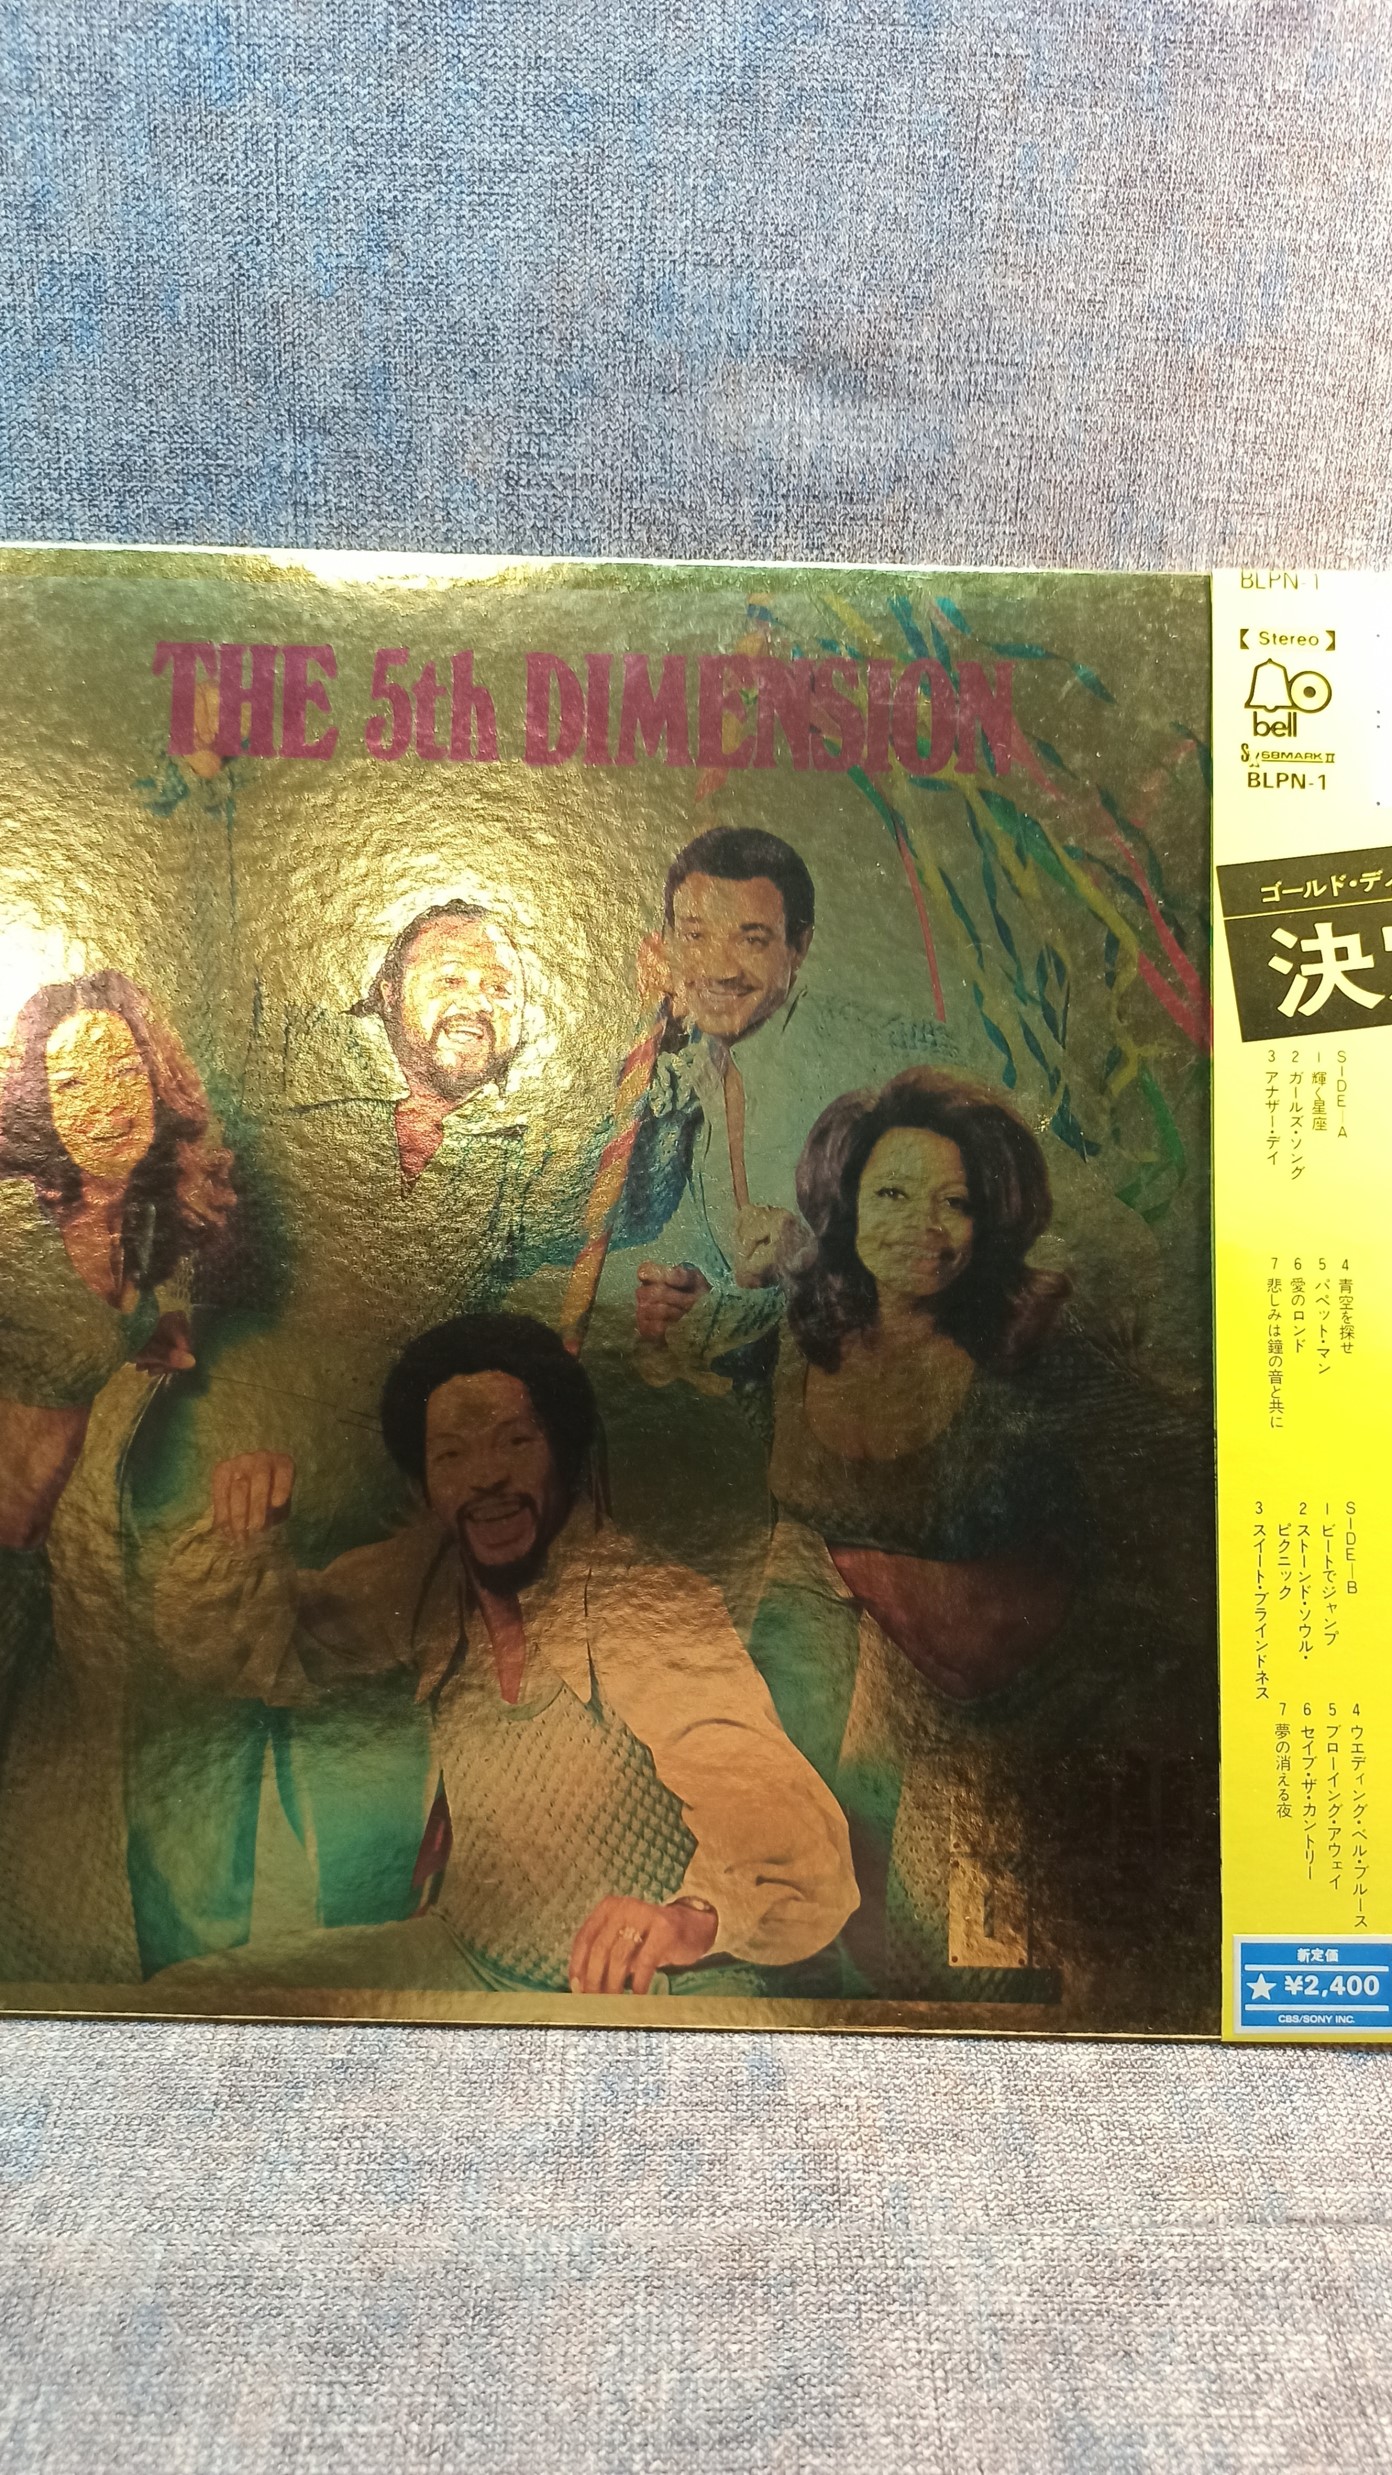 THE 5th DIMENSION
BLPN-1
【Stereo】
bell
SX68MARKⅡ
BLPN-1
ゴールド・ディ
決
SIDE—A
1 輝く星座
2 ガールズ・ソング
3 アナザー・デイ
4 青空を探せ
5 パペット・マン
6 愛のロンド
7 悲しみは鐘の音と共に
SIDE—B
1 ビートでジャンプ
2 ストーンド・ソウル・
ピクニック
3 スイート・ブラインドネス
4 ウエディング・ベル・ブルース
5 ブローイング・アウェイ
6 セイブ・ザ・カントリー
7 夢の消える夜
新定価
★ ¥2,400
CBS/SONY INC.